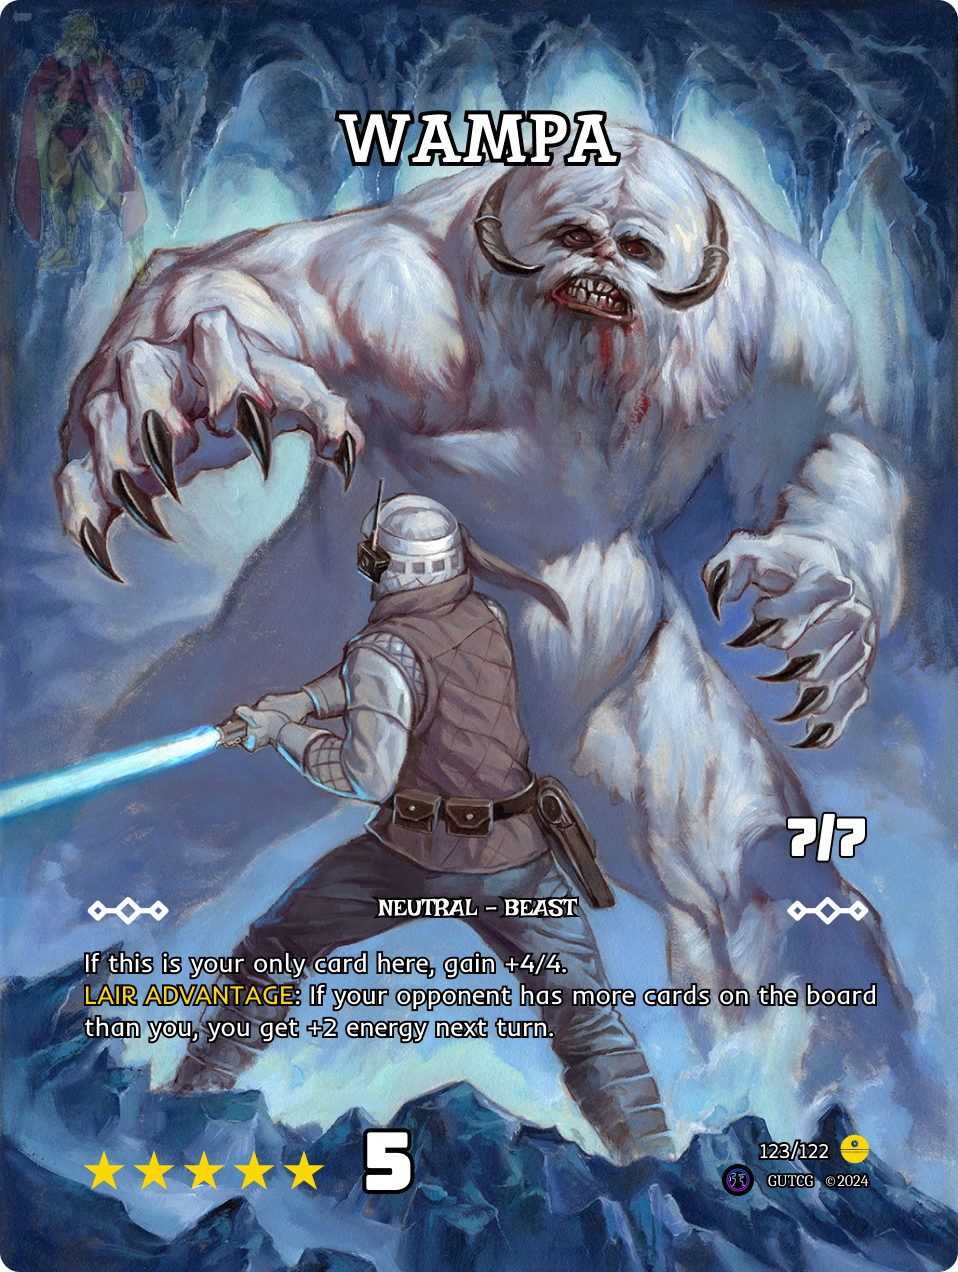 WAMPA
7/7
NEUTRAL – BEAST
If this is your only card here, gain +4/4.
LAIR ADVANTAGE: If your opponent has more cards on the board
than you, you get +2 energy next turn.
5
123/122
GUTCG ©2024